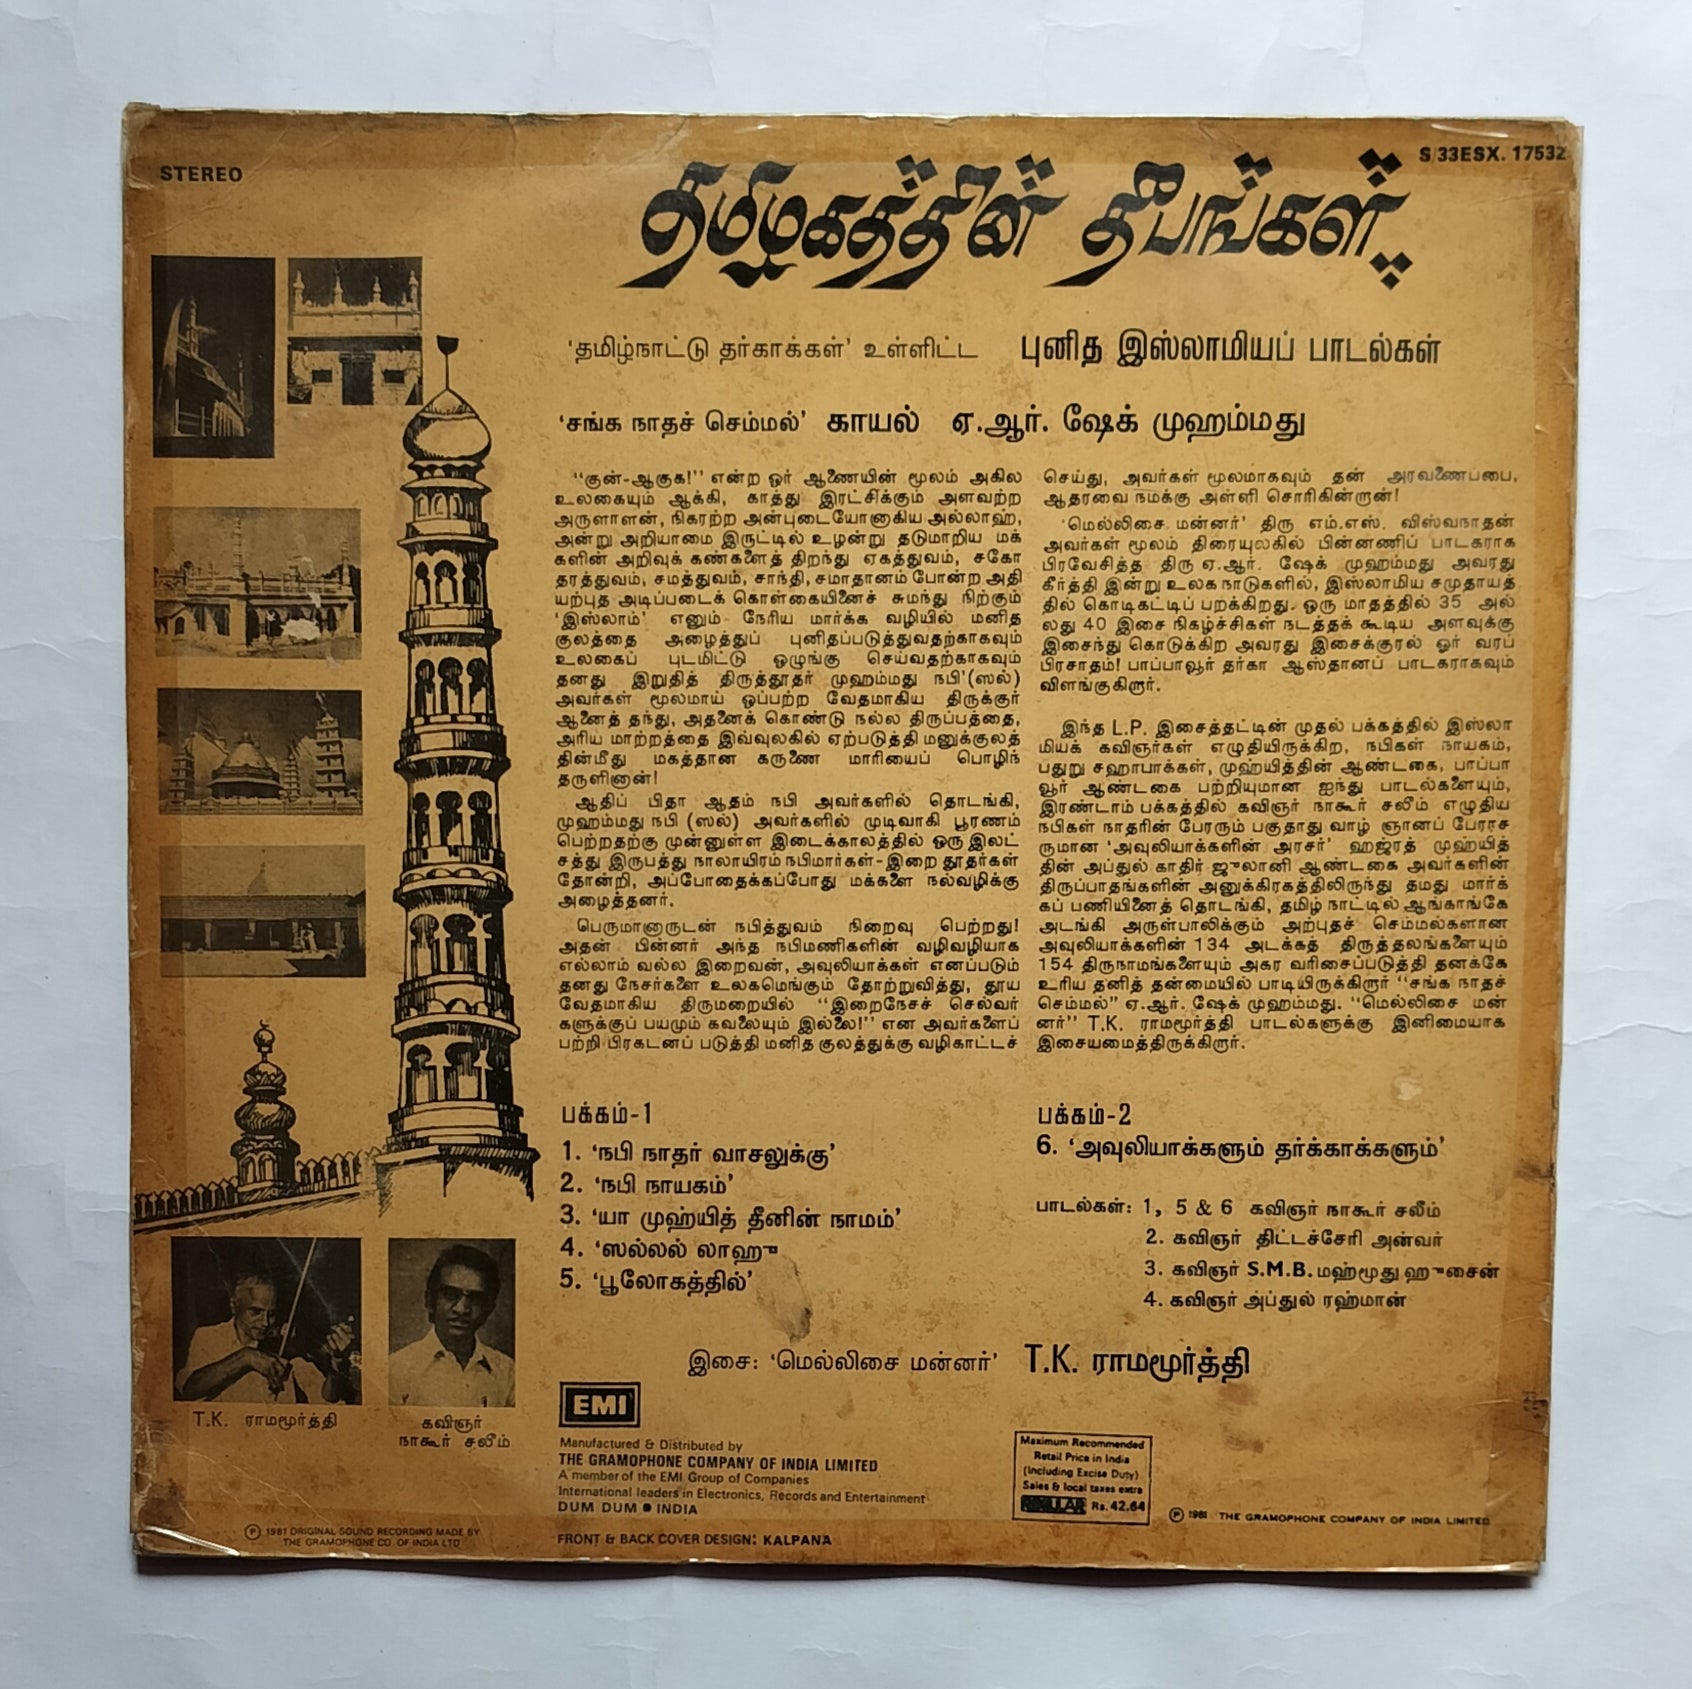 STEREO
S/33ESX. 17532
தமிழகத்தின் தீபங்கள்
‘தமிழ்நாட்டு தர்காக்கள்’ உள்ளிட்ட புனித இஸ்லாமியப் பாடல்கள்
‘சங்க நாதச் செம்மல்’ காயல் ஏ.ஆர். ஷேக் முஹம்மது
“குன்-ஆகுக!” என்ற ஓர் ஆணையின் மூலம் அகில
உலகையும் ஆக்கி, காத்து இரட்சிக்கும் அளவற்ற
அருளாளன், நிகரற்ற அன்புடையோனாகிய அல்லாஹ்,
அன்று அறியாமை இருட்டில் உழன்று தடுமாறிய மக்
களின் அறிவுக் கண்களைத் திறந்து ஏகத்துவம், சகோ
தரத்துவம், சமத்துவம், சாந்தி, சமாதானம் போன்ற அதி
யற்புத அடிப்படைக் கொள்கையினைச் சுமந்து நிற்கும்
‘இஸ்லாம்’ எனும் நேரிய மார்க்க வழியில் மனித
குலத்தை அழைத்துப் புனிதப்படுத்துவதற்காகவும்
உலகைப் புடமிட்டு ஒழுங்கு செய்வதற்காகவும்
தனது இறுதித் திருத்தூதர் முஹம்மது நபி’(ஸல்)
அவர்கள் மூலமாய் ஒப்பற்ற வேதமாகிய திருக்குர்
ஆனைத் தந்து, அதனைக் கொண்டு நல்ல திருப்பத்தை,
அரிய மாற்றத்தை இவ்வுலகில் ஏற்படுத்தி மனுக்குலத்
தின்மீது மகத்தான கருணை மாரியைப் பொழிந்
தருளினான்!
ஆதிப் பிதா ஆதம் நபி அவர்களில் தொடங்கி,
முஹம்மது நபி (ஸல்) அவர்களில் முடிவாகி பூரணம்
பெற்றதற்கு முன்னுள்ள இடைக்காலத்தில் ஒரு இலட்
சத்து இருபத்து நாலாயிரம் நபிமார்கள்-இறை தூதர்கள்
தோன்றி, அப்போதைக்கப்போது மக்களை நல்வழிக்கு
அழைத்தனர்.
பெருமானாருடன் நபித்துவம் நிறைவு பெற்றது!
அதன் பின்னர் அந்த நபிமணிகளின் வழிவழியாக
எல்லாம் வல்ல இறைவன், அவுலியாக்கள் எனப்படும்
தனது நேசர்களை உலகமெங்கும் தோற்றுவித்து, தூய
வேதமாகிய திருமறையில் “இறைநேசச் செல்வர்
களுக்குப் பயமும் கவலையும் இல்லை!” என அவர்களைப்
பற்றி பிரகடனப் படுத்தி மனித குலத்துக்கு வழிகாட்டச்
செய்து, அவர்கள் மூலமாகவும் தன் அரவணைப்பை,
ஆதரவை நமக்கு அள்ளி சொரிகின்றான்!
‘மெல்லிசை மன்னர்’ திரு எம்.எஸ். விஸ்வநாதன்
அவர்கள் மூலம் திரையுலகில் பின்னணிப் பாடகராக
பிரவேசித்த திரு ஏ.ஆர். ஷேக் முஹம்மது அவரது
கீர்த்தி இன்று உலக நாடுகளில், இஸ்லாமிய சமுதாயத்
தில் கொடிகட்டிப் பறக்கிறது. ஒரு மாதத்தில் 35 அல்
லது 40 இசை நிகழ்ச்சிகள் நடத்தக் கூடிய அளவுக்கு
இசைந்து கொடுக்கிற அவரது இசைக்குரல் ஓர் வரப்
பிரசாதம்! பாப்பாவூர் தர்கா ஆஸ்தானப் பாடகராகவும்
விளங்குகிறார்.
இந்த L.P. இசைத்தட்டின் முதல் பக்கத்தில் இஸ்லா
மியக் கவிஞர்கள் எழுதியிருக்கிற, நபிகள் நாயகம்,
பதுறு சஹாபாக்கள், முஹ்யித்தின் ஆண்டகை, பாப்பா
வூர் ஆண்டகை பற்றியுமான ஐந்து பாடல்களையும்,
இரண்டாம் பக்கத்தில் கவிஞர் நாகூர் சலீம் எழுதிய
நபிகள் நாதரின் பேரரும் பகுதாது வாழ் ஞானப் பேரரச
ருமான ‘அவுலியாக்களின் அரசர்’ ஹஜ்ரத் முஹ்யித்
தின் அப்துல் காதிர் ஜுலானி ஆண்டகை அவர்களின்
திருப்பாதங்களின் அனுக்கிரகத்திலிருந்து தமது மார்க்
கப் பணியினைத் தொடங்கி, தமிழ் நாட்டில் ஆங்காங்கே
அடங்கி அருள்பாலிக்கும் அற்புதச் செம்மல்களான
அவுலியாக்களின் 134 அடக்கத் திருத்தலங்களையும்
154 திருநாமங்களையும் அகர வரிசைப்படுத்தி தனக்கே
உரிய தனித் தன்மையில் பாடியிருக்கிறார் “சங்க நாதச்
செம்மல்” ஏ.ஆர். ஷேக் முஹம்மது. “மெல்லிசை மன்
னர்” T.K. ராமமூர்த்தி பாடல்களுக்கு இனிமையாக
இசையமைத்திருக்கிறார்.
பக்கம்-1
1. ‘நபி நாதர் வாசலுக்கு’
2. ‘நபி நாயகம்’
3. ‘யா முஹ்யித் தீனின் நாமம்’
4. ‘ஸல்லல் லாஹு
5. ‘பூலோகத்தில்’
பக்கம்-2
6. ‘அவுலியாக்களும் தர்க்காக்களும்’
பாடல்கள்: 1, 5 & 6 கவிஞர் நாகூர் சலீம்
2. கவிஞர் திட்டச்சேரி அன்வர்
3. கவிஞர் S.M.B. மஹ்மூது ஹுசைன்
4. கவிஞர் அப்துல் ரஹ்மான்
இசை: ‘மெல்லிசை மன்னர்’ T.K. ராமமூர்த்தி
T.K. ராமமூர்த்தி
கவிஞர்
நாகூர் சலீம்
EMI
Manufactured & Distributed by
THE GRAMOPHONE COMPANY OF INDIA LIMITED
A member of the EMI Group of Companies
International leaders in Electronics, Records and Entertainment
DUM DUM ● INDIA
Maximum Recommended
Retail Price in India
(Including Excise Duty)
Sales & local taxes extra
Rs. 42.64
Ⓟ 1981 THE GRAMOPHONE COMPANY OF INDIA LIMITED
Ⓟ 1981 ORIGINAL SOUND RECORDING MADE BY
THE GRAMOPHONE CO. OF INDIA LTD
FRONT & BACK COVER DESIGN: KALPANA